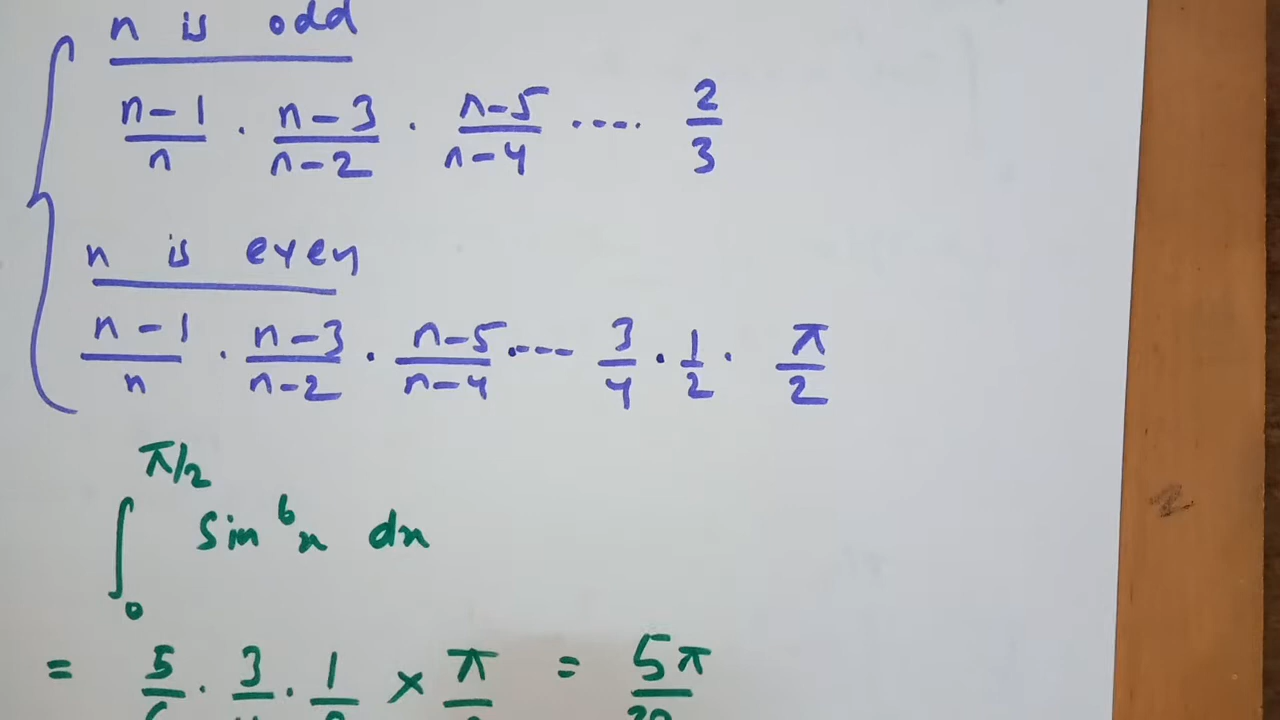 n is odd
n-1/n . n-3/n-2 . n-5/n-4 .... 2/3
n is even
n-1/n . n-3/n-2 . n-5/n-4 .... 3/4 . 1/2 . π/2
π/2
∫ sin⁶x dx
0
= 5/6 . 3/4 . 1/2 × π/2 = 5π/32